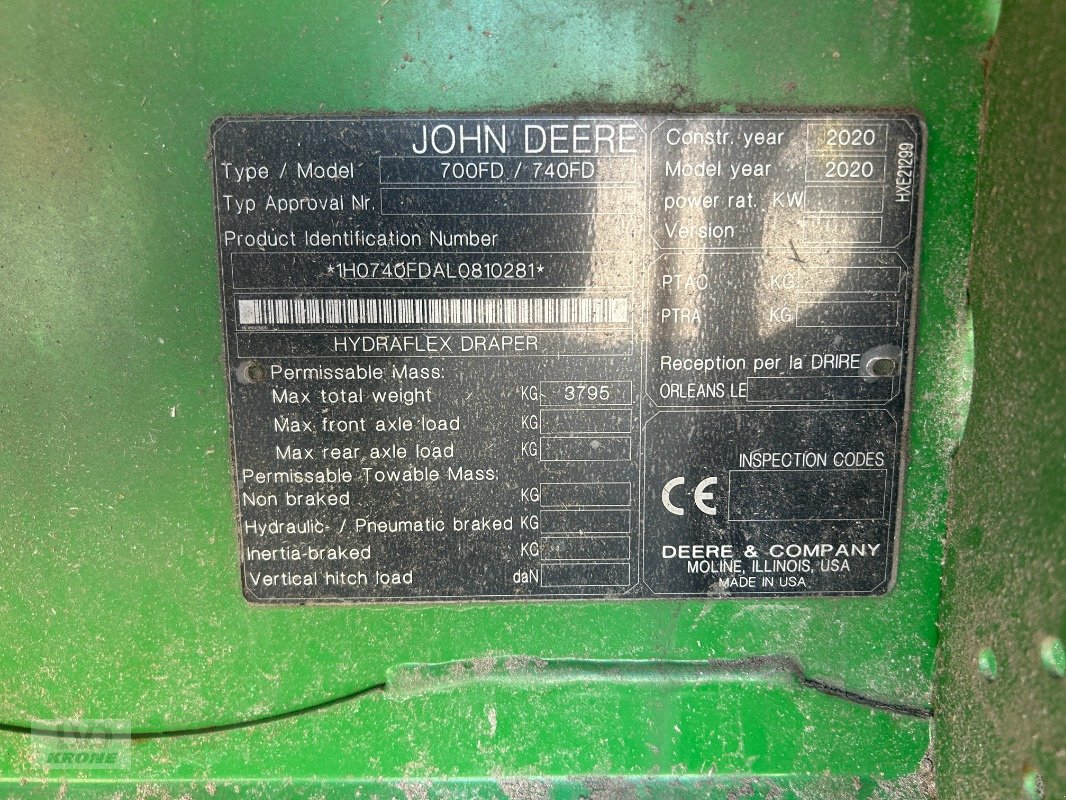 JOHN DEERE
Type / Model 700FD / 740FD
Typ Approval Nr.
Product Identification Number
*1H0740FDAL0810281*
HYDRAFLEX DRAPER
Permissable Mass:
Max total weight KG 3795
Max front axle load KG
Max rear axle load KG
Permissable Towable Mass:
Non braked KG
Hydraulic- / Pneumatic braked KG
Inertia-braked KG
Vertical hitch load daN
Constr. year 2020
Model year 2020
power rat. KW
Version
HXE21299
PTAC KG
PTRA KG
Reception per la DRIRE
ORLEANS LE
INSPECTION CODES
CE
DEERE & COMPANY
MOLINE, ILLINOIS, USA
MADE IN USA
KRONE